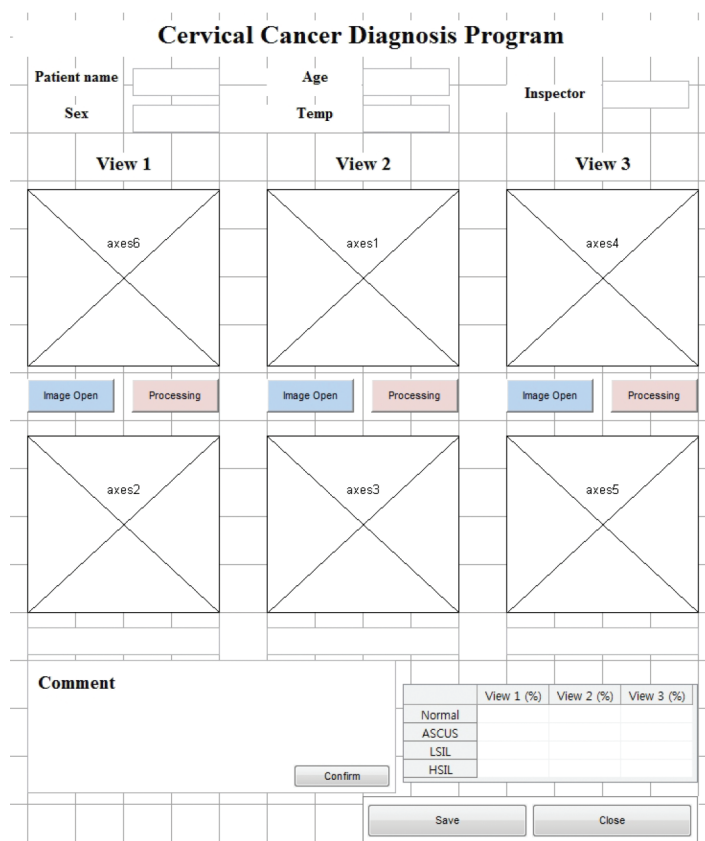 Cervical Cancer Diagnosis Program
Patient name Age
Inspector
Sex Temp
View 1 View 2 View 3
axes6 axes1 axes4
Image Open Processing Image Open Processing Image Open Processing
axes2 axes3 axes5
Comment
View 1 (%) View 2 (%) View 3 (%)
Normal
ASCUS
LSIL
HSIL
Confirm
Save Close